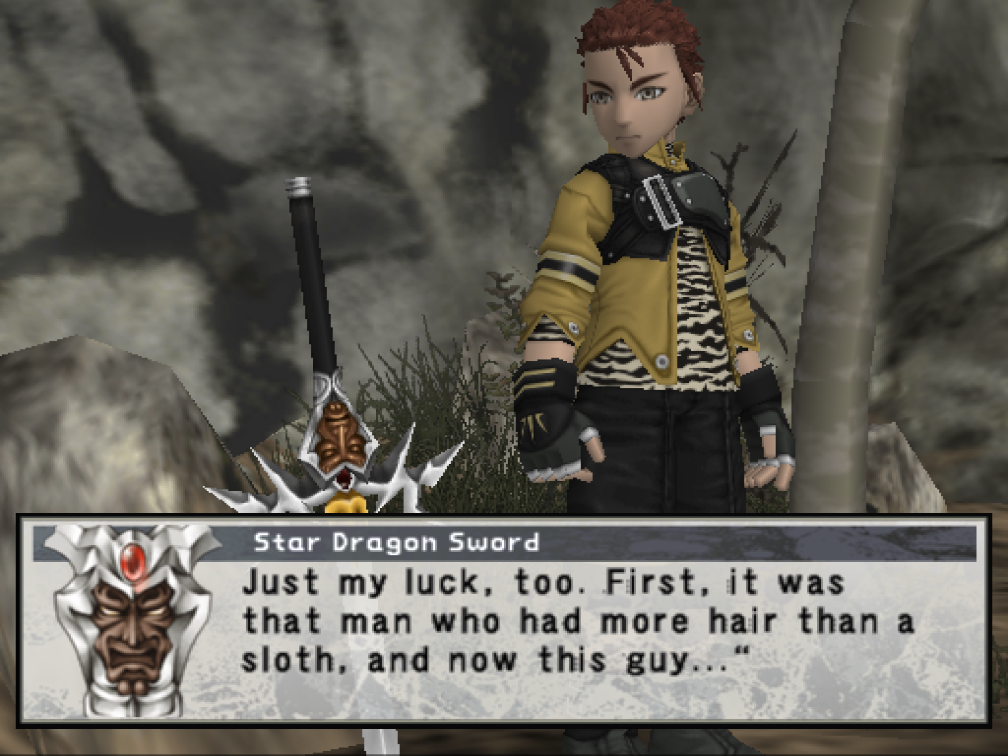 Star Dragon Sword
Just my luck, too. First, it was
that man who had more hair than a
sloth, and now this guy...“